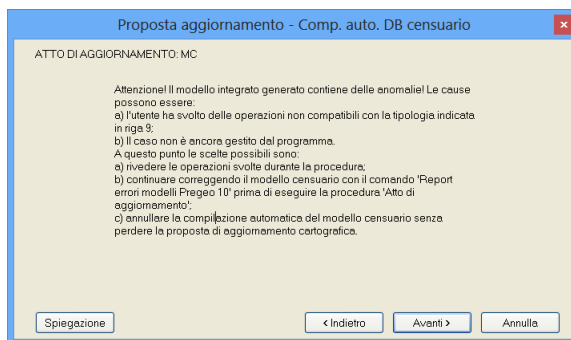 Proposta aggiornamento - Comp. auto. DB censuario
x
ATTO DI AGGIORNAMENTO: MC
Attenzione! Il modello integrato generato contiene delle anomalie! Le cause
possono essere:
a) l'utente ha svolto delle operazioni non compatibili con la tipologia indicata
in riga 9;
b) Il caso non è ancora gestito dal programma.
A questo punto le scelte possibili sono:
a) rivedere le operazioni svolte durante la procedura;
b) continuare correggendo il modello censuario con il comando 'Report
errori modelli Pregeo 10' prima di eseguire la procedura 'Atto di
aggiornamento';
c) annullare la compilazione automatica del modello censuario senza
perdere la proposta di aggiornamento cartografica.
Spiegazione
< Indietro
Avanti >
Annulla